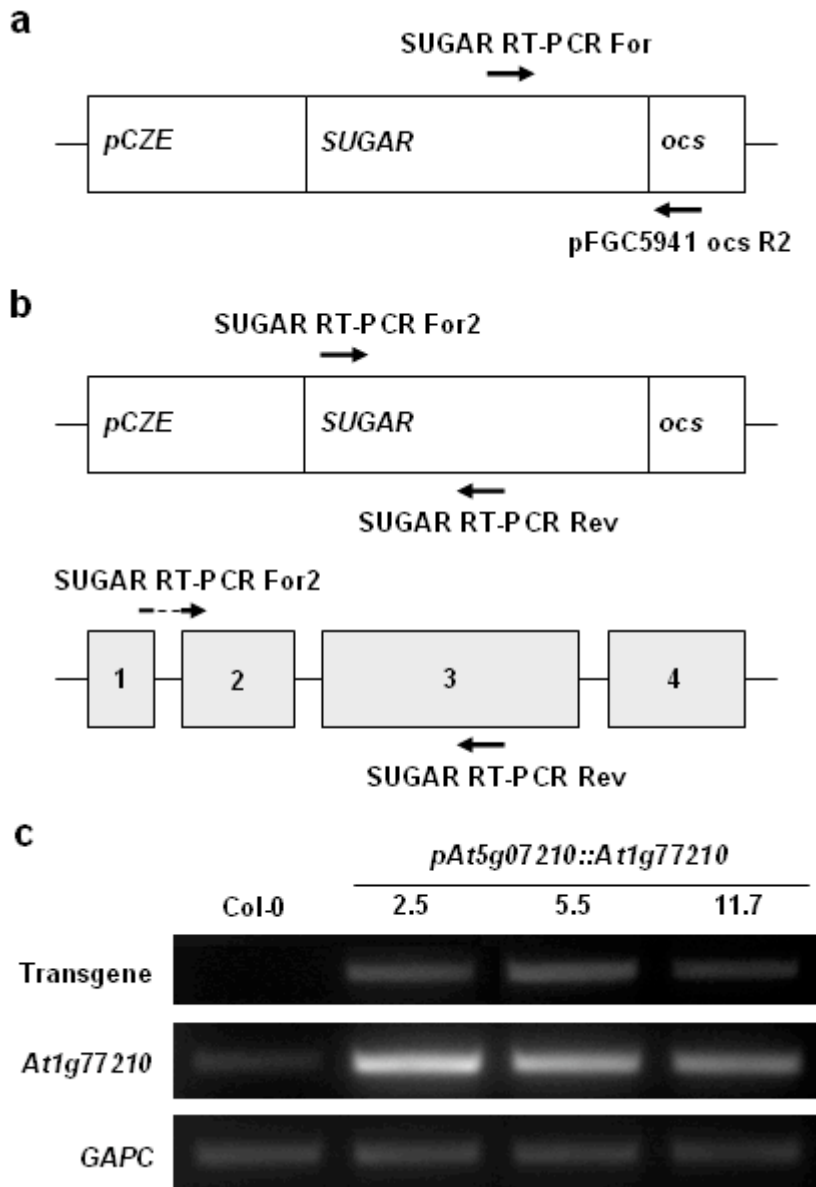 a
SUGAR RT-PCR For
pCZE SUGAR ocs
pFGC5941 ocs R2
b
SUGAR RT-PCR For2
pCZE SUGAR ocs
SUGAR RT-PCR Rev
SUGAR RT-PCR For2
1 2 3 4
SUGAR RT-PCR Rev
c
pAt5g07210::At1g77210
Col-0 2.5 5.5 11.7
Transgene
At1g77210
GAPC